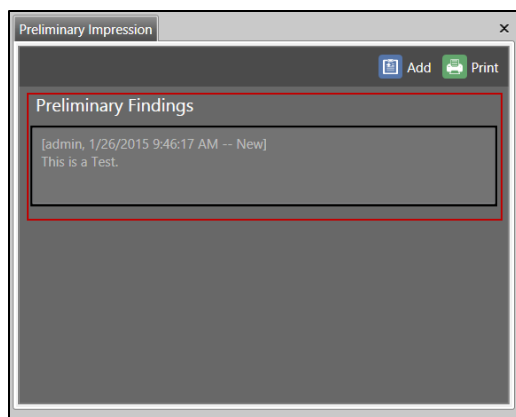 Preliminary Impression
Add Print
Preliminary Findings
[admin, 1/26/2015 9:46:17 AM -- New]
This is a Test.